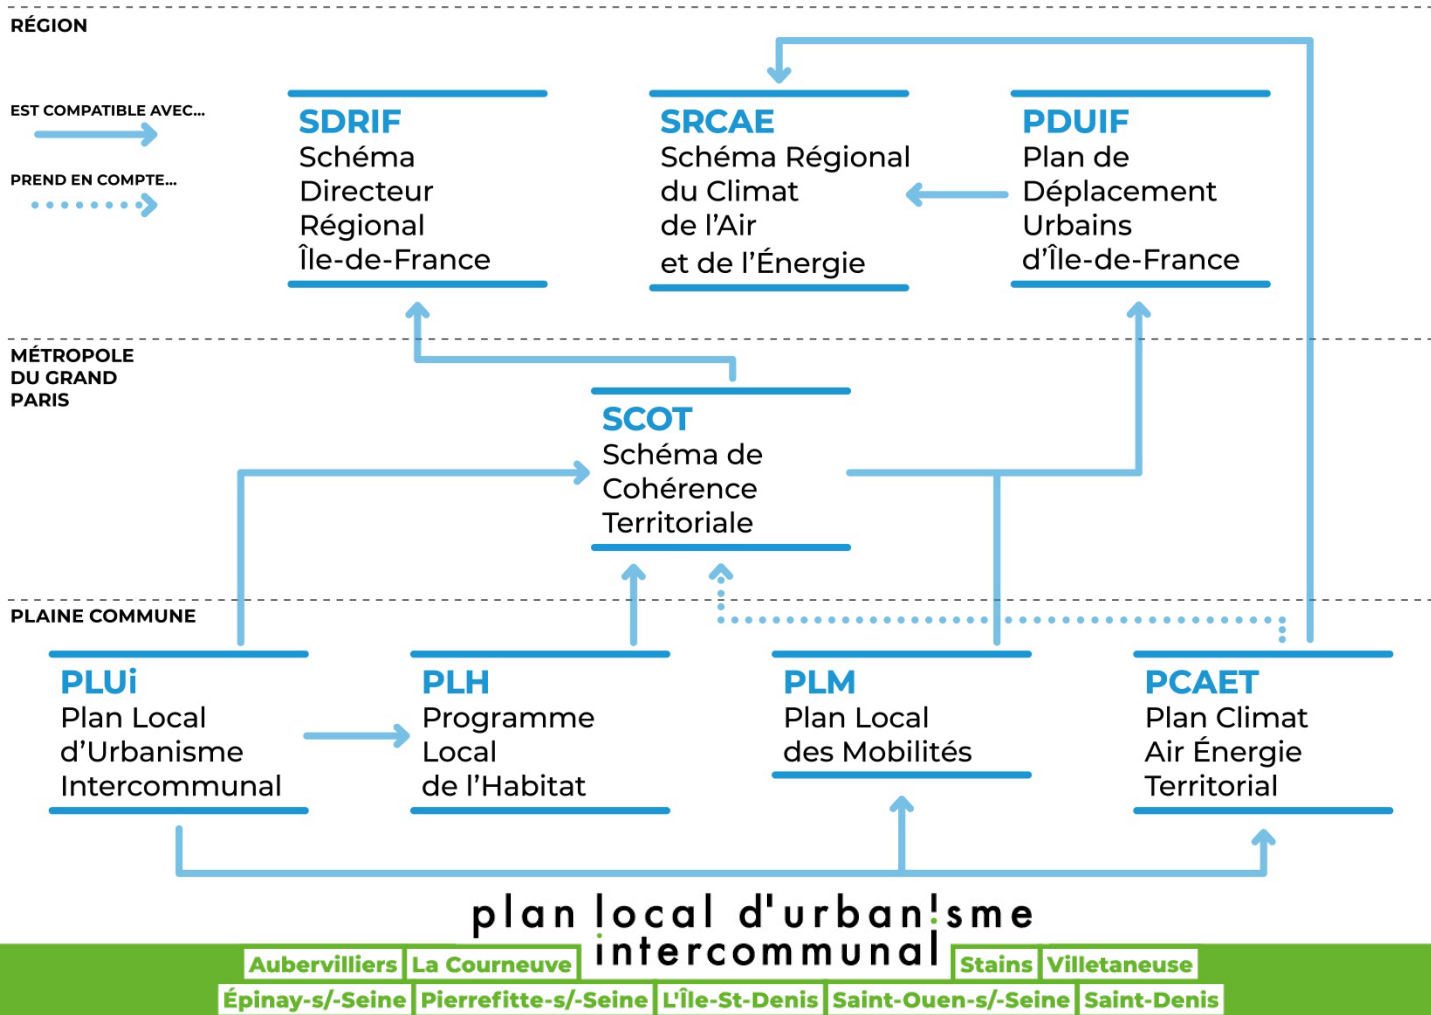 RÉGION
EST COMPATIBLE AVEC...
PREND EN COMPTE...
SDRIF
Schéma
Directeur
Régional
Île-de-France
SRCAE
Schéma Régional
du Climat
de l'Air
et de l'Énergie
PDUIF
Plan de
Déplacement
Urbains
d'Île-de-France
MÉTROPOLE
DU GRAND
PARIS
SCOT
Schéma de
Cohérence
Territoriale
PLAINE COMMUNE
PLUi
Plan Local
d'Urbanisme
Intercommunal
PLH
Programme
Local
de l'Habitat
PLM
Plan Local
des Mobilités
PCAET
Plan Climat
Air Énergie
Territorial
plan local d'urban!sme
intercommunal
Aubervilliers La Courneuve Stains Villetaneuse
Épinay-s/-Seine Pierrefitte-s/-Seine L'Île-St-Denis Saint-Ouen-s/-Seine Saint-Denis